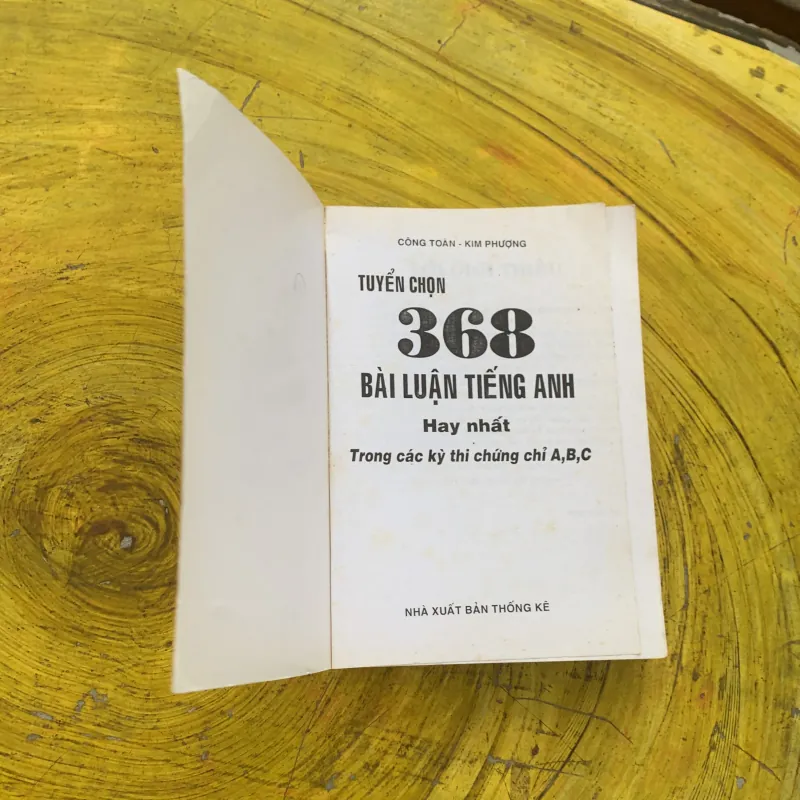 CÔNG TOÀN - KIM PHƯỢNG
TUYỂN CHỌN
368
BÀI LUẬN TIẾNG ANH
Hay nhất
Trong các kỳ thi chứng chỉ A,B,C
NHÀ XUẤT BẢN THỐNG KÊ